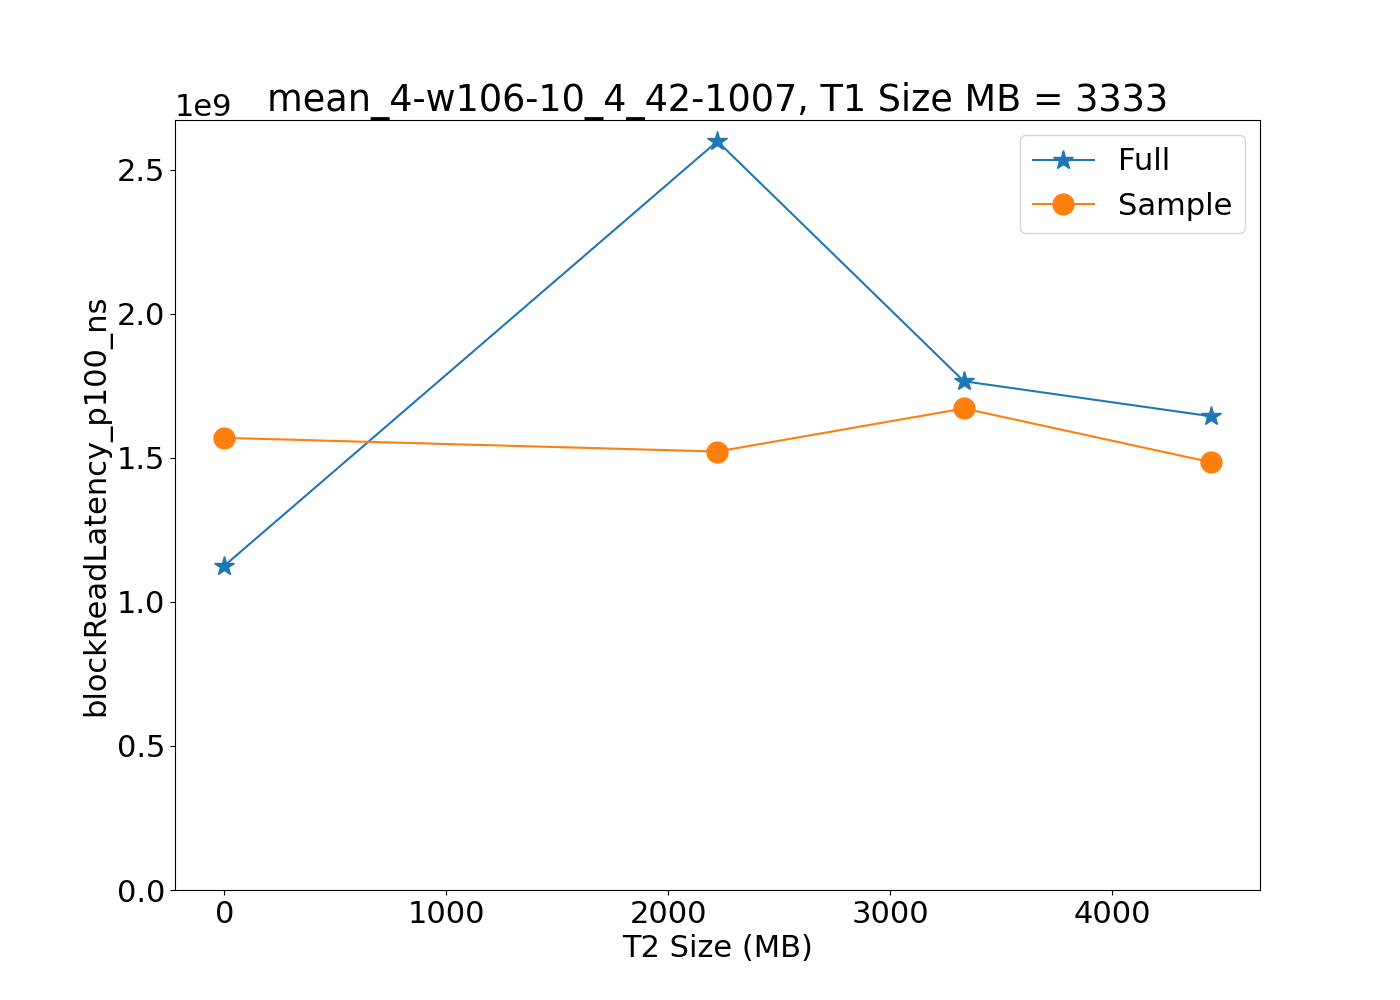 1e9
mean_4-w106-10_4_42-1007, T1 Size MB = 3333
Full
Sample
blockReadLatency_p100_ns
2.5
2.0
1.5
1.0
0.5
0.0
0 1000 2000 3000 4000
T2 Size (MB)